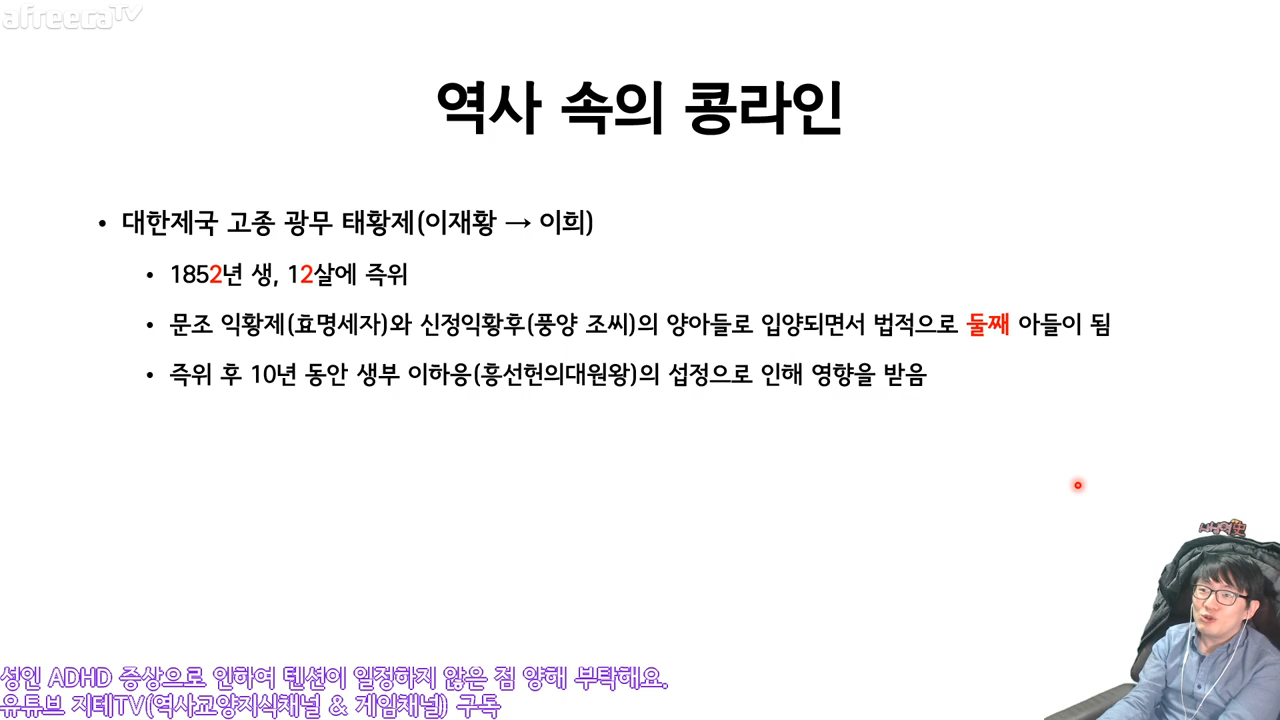 afreecaTV
역사 속의 콩라인
• 대한제국 고종 광무 태황제(이재황 → 이희)
• 1852년 생, 12살에 즉위
• 문조 익황제(효명세자)와 신정익황후(풍양 조씨)의 양아들로 입양되면서 법적으로 둘째 아들이 됨
• 즉위 후 10년 동안 생부 이하응(흥선헌의대원왕)의 섭정으로 인해 영향을 받음
성인 ADHD 증상으로 인하여 텐션이 일정하지 않은 점 양해 부탁해요.
유튜브 지테TV(역사교양지식채널 & 게임채널) 구독